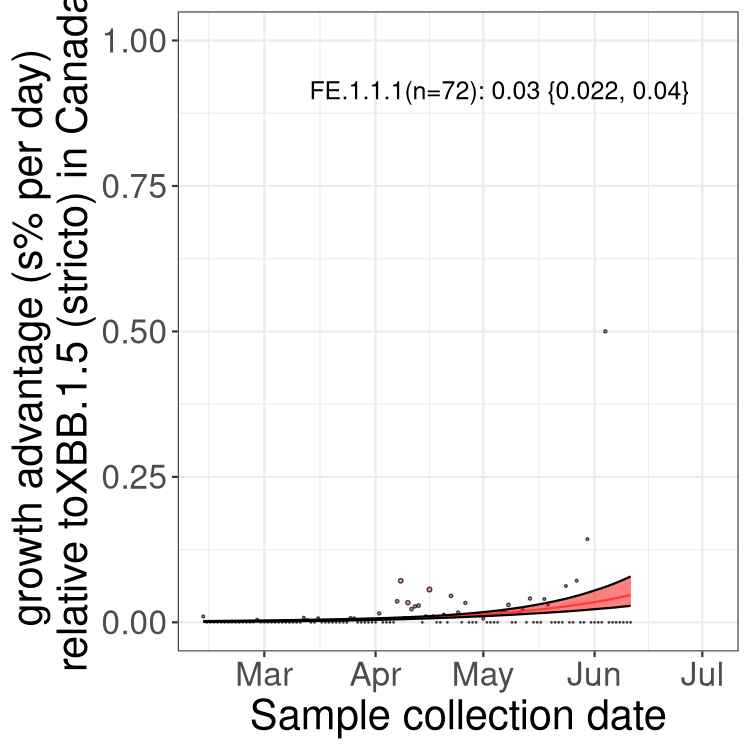 growth advantage (s% per day)
relative toXBB.1.5 (stricto) in Canada
1.00
0.75
0.50
0.25
0.00
FE.1.1.1(n=72): 0.03 {0.022, 0.04}
Mar Apr May Jun Jul
Sample collection date